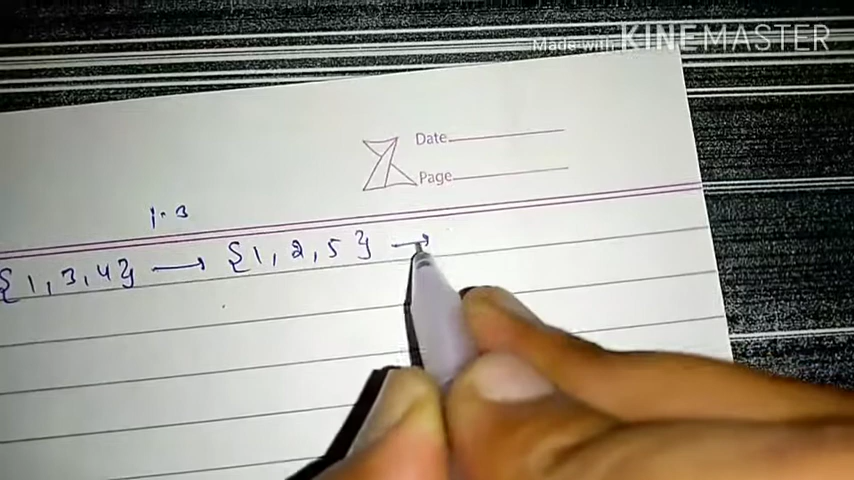 Made with KINEMASTER
Date
Page
1.3
{1,3,4} → {1,2,5} →